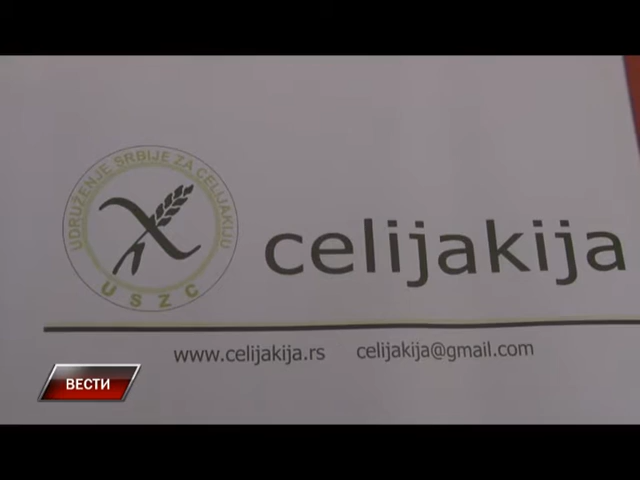 UDRUŽENJE SRBIJE ZA CELIJAKIJU
USZC
celijakija
www.celijakija.rs celijakija@gmail.com
ВЕСТИ